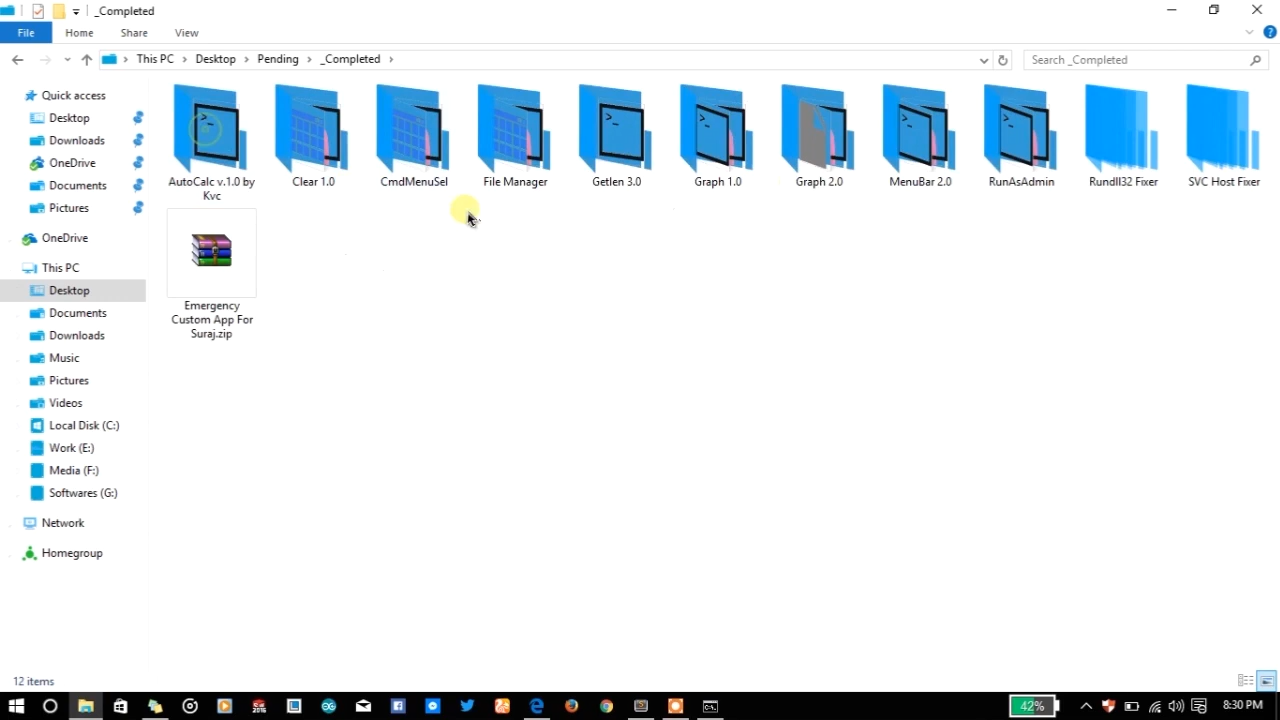 _Completed
File Home Share View
This PC Desktop Pending _Completed
Search _Completed
Quick access
Desktop
Downloads
OneDrive
Documents
Pictures
OneDrive
This PC
Desktop
Documents
Downloads
Music
Pictures
Videos
Local Disk (C:)
Work (E:)
Media (F:)
Softwares (G:)
Network
Homegroup
AutoCalc v.1.0 by
Kvc
Clear 1.0
CmdMenuSel
File Manager
Getlen 3.0
Graph 1.0
Graph 2.0
MenuBar 2.0
RunAsAdmin
Rundll32 Fixer
SVC Host Fixer
Emergency
Custom App For
Suraj.zip
12 items
42%
8:30 PM